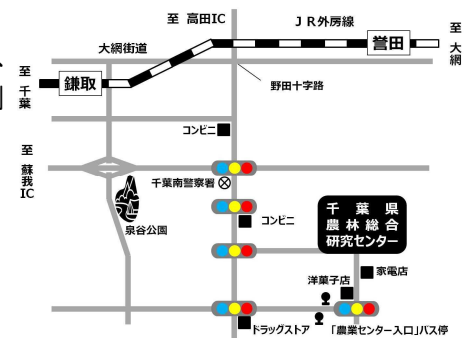 至 高田IC
JR外房線
至
大網
大網街道
誉田
至
千葉
鎌取
野田十字路
コンビニ
至
蘇我
IC
千葉南警察署
泉谷公園
コンビニ
千葉県
農林総合
研究センター
家電店
洋菓子店
ドラッグストア
「農業センター入口」バス停